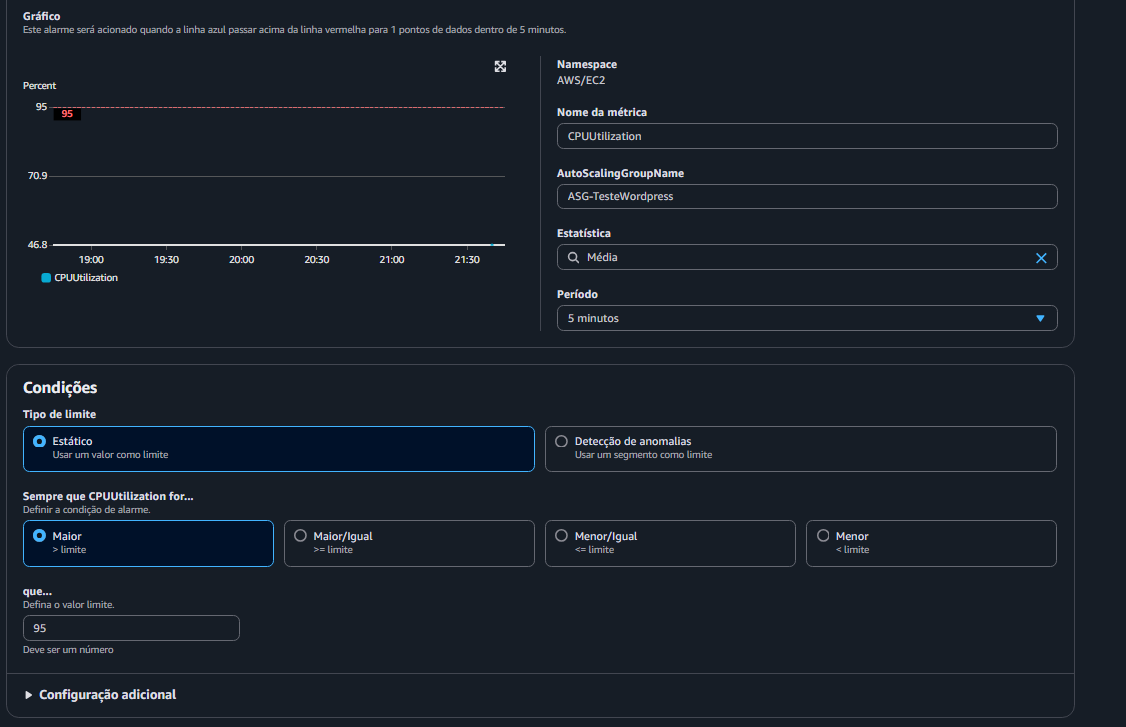 Gráfico
Este alarme será acionado quando a linha azul passar acima da linha vermelha para 1 pontos de dados dentro de 5 minutos.
Percent
95
95
70.9
46.8
19:00 19:30 20:00 20:30 21:00 21:30
CPUUtilization
Namespace
AWS/EC2
Nome da métrica
CPUUtilization
AutoScalingGroupName
ASG-TesteWordpress
Estatística
Média
Período
5 minutos
Condições
Tipo de limite
Estático
Usar um valor como limite
Detecção de anomalias
Usar um segmento como limite
Sempre que CPUUtilization for...
Definir a condição de alarme.
Maior
> limite
Maior/Igual
>= limite
Menor/Igual
<= limite
Menor
< limite
que...
Defina o valor limite.
95
Deve ser um número
Configuração adicional